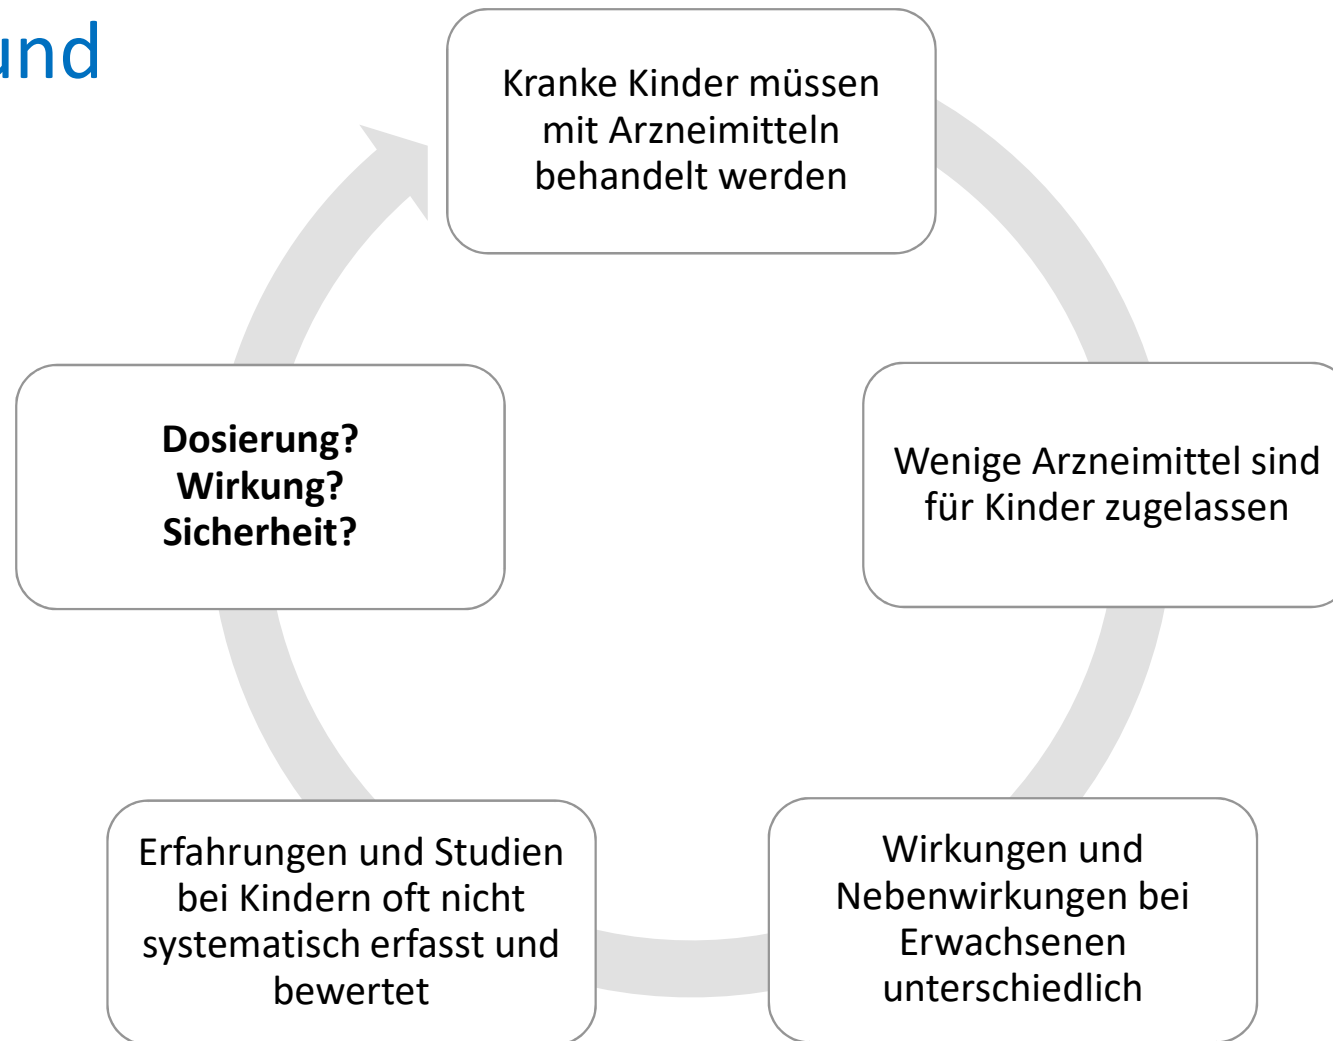 und
Kranke Kinder müssen
mit Arzneimitteln
behandelt werden
Wenige Arzneimittel sind
für Kinder zugelassen
Wirkungen und
Nebenwirkungen bei
Erwachsenen
unterschiedlich
Erfahrungen und Studien
bei Kindern oft nicht
systematisch erfasst und
bewertet
Dosierung?
Wirkung?
Sicherheit?